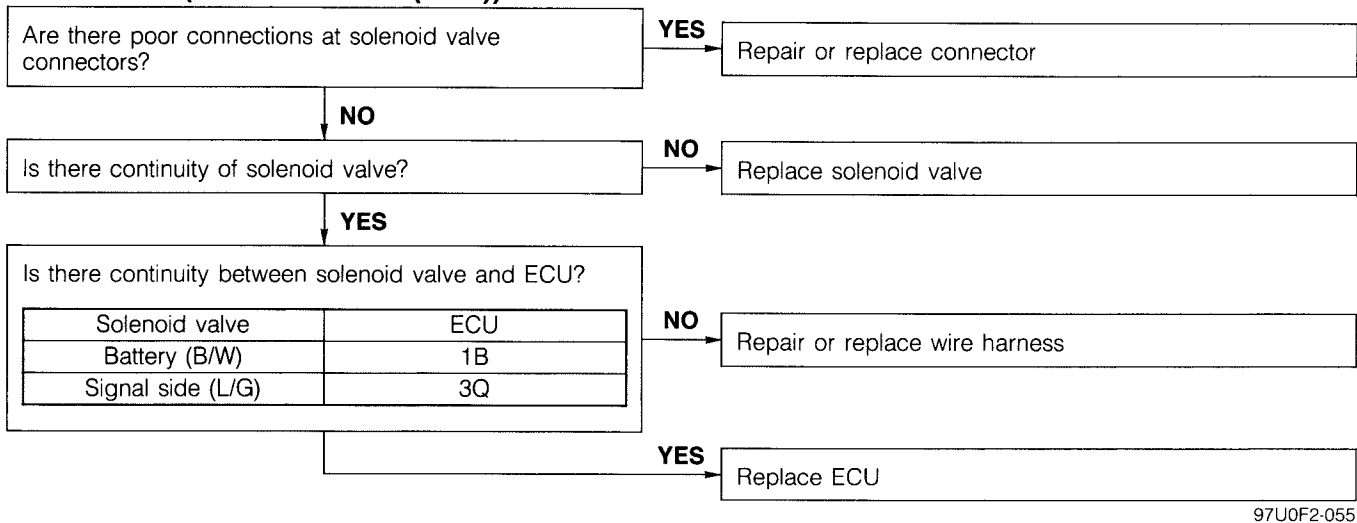 Are there poor connections at solenoid valve
connectors?
YES
Repair or replace connector
NO
Is there continuity of solenoid valve?
NO
Replace solenoid valve
YES
Is there continuity between solenoid valve and ECU?
Solenoid valve ECU
Battery (B/W) 1B
Signal side (L/G) 3Q
NO
Repair or replace wire harness
YES
Replace ECU
97U0F2-055